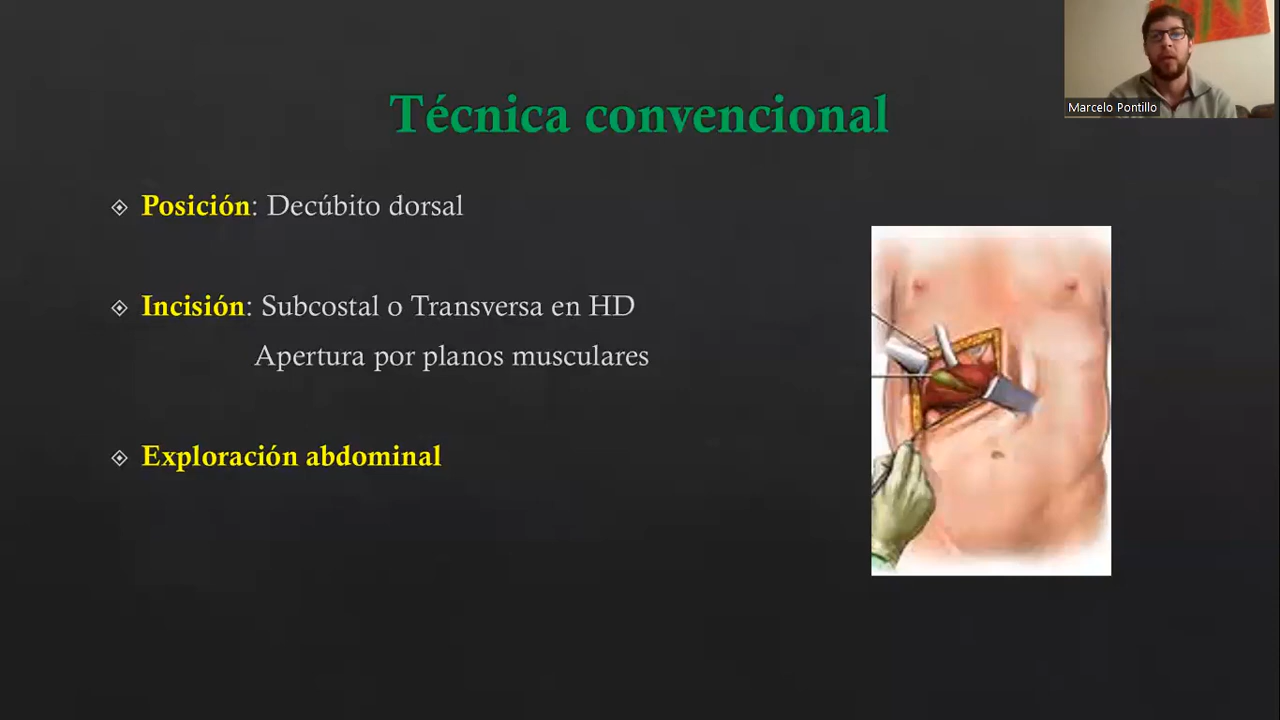 Marcelo Pontillo
Técnica convencional
Posición: Decúbito dorsal
Incisión: Subcostal o Transversa en HD
Apertura por planos musculares
Exploración abdominal